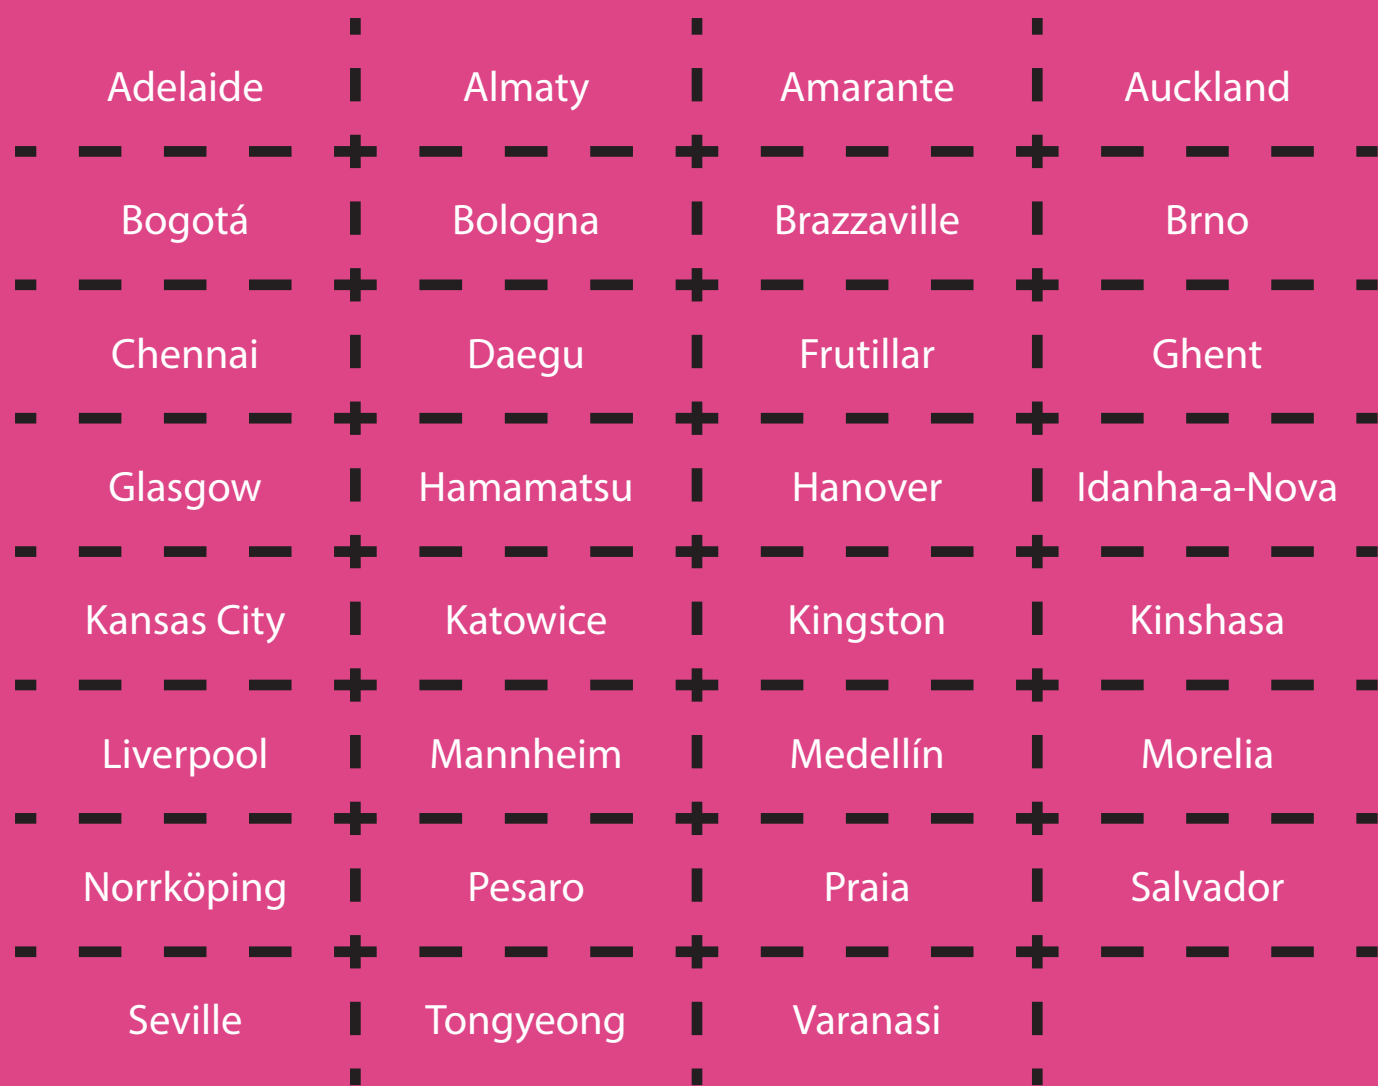 Adelaide
Almaty
Amarante
Auckland
Bogotá
Bologna
Brazzaville
Brno
Chennai
Daegu
Frutillar
Ghent
Glasgow
Hamamatsu
Hanover
Idanha-a-Nova
Kansas City
Katowice
Kingston
Kinshasa
Liverpool
Mannheim
Medellín
Morelia
Norrköping
Pesaro
Praia
Salvador
Seville
Tongyeong
Varanasi